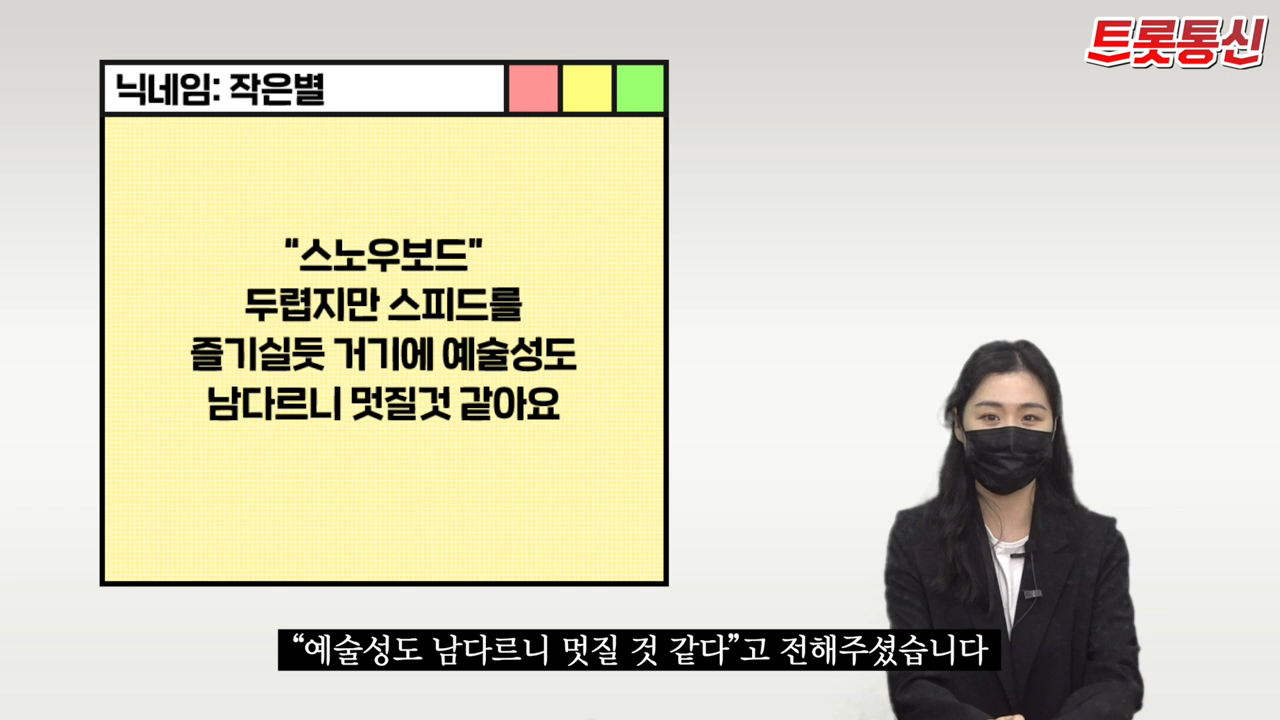 트롯통신
닉네임: 작은별
"스노우보드"
두렵지만 스피드를
즐기실듯 거기에 예술성도
남다르니 멋질것 같아요
“예술성도 남다르니 멋질 것 같다”고 전해주셨습니다